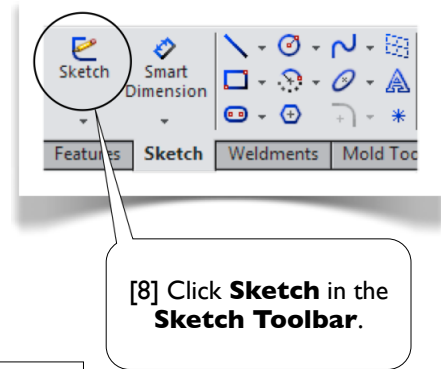 Sketch
Smart
Dimension
Features Sketch Weldments Mold Too
[8] Click Sketch in the
Sketch Toolbar.